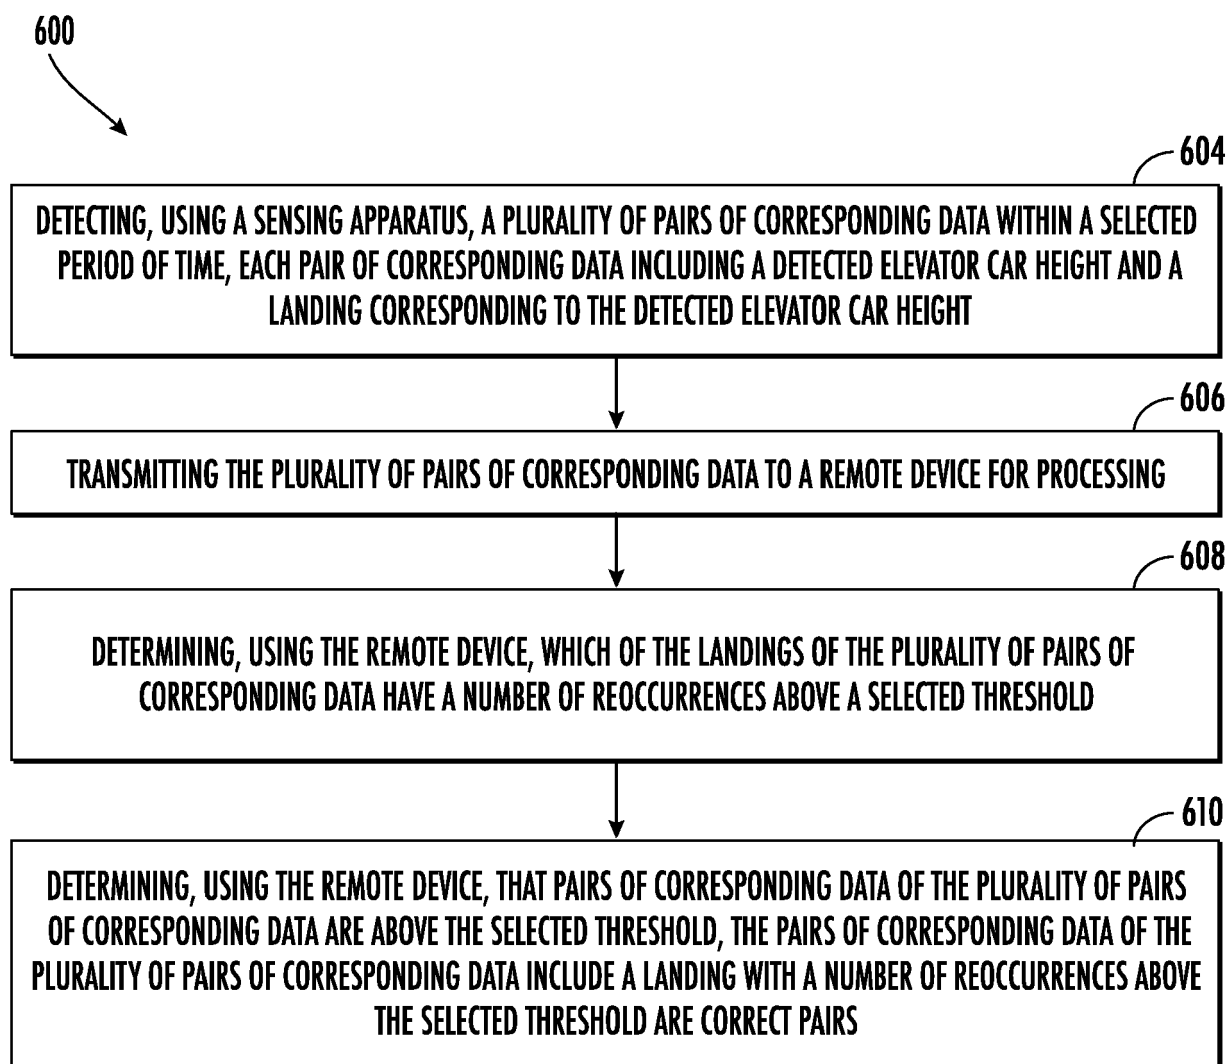 600
604
DETECTING, USING A SENSING APPARATUS, A PLURALITY OF PAIRS OF CORRESPONDING DATA WITHIN A SELECTED
PERIOD OF TIME, EACH PAIR OF CORRESPONDING DATA INCLUDING A DETECTED ELEVATOR CAR HEIGHT AND A
LANDING CORRESPONDING TO THE DETECTED ELEVATOR CAR HEIGHT
606
TRANSMITTING THE PLURALITY OF PAIRS OF CORRESPONDING DATA TO A REMOTE DEVICE FOR PROCESSING
608
DETERMINING, USING THE REMOTE DEVICE, WHICH OF THE LANDINGS OF THE PLURALITY OF PAIRS OF
CORRESPONDING DATA HAVE A NUMBER OF REOCCURRENCES ABOVE A SELECTED THRESHOLD
610
DETERMINING, USING THE REMOTE DEVICE, THAT PAIRS OF CORRESPONDING DATA OF THE PLURALITY OF PAIRS
OF CORRESPONDING DATA ARE ABOVE THE SELECTED THRESHOLD, THE PAIRS OF CORRESPONDING DATA OF THE
PLURALITY OF PAIRS OF CORRESPONDING DATA INCLUDE A LANDING WITH A NUMBER OF REOCCURRENCES ABOVE
THE SELECTED THRESHOLD ARE CORRECT PAIRS